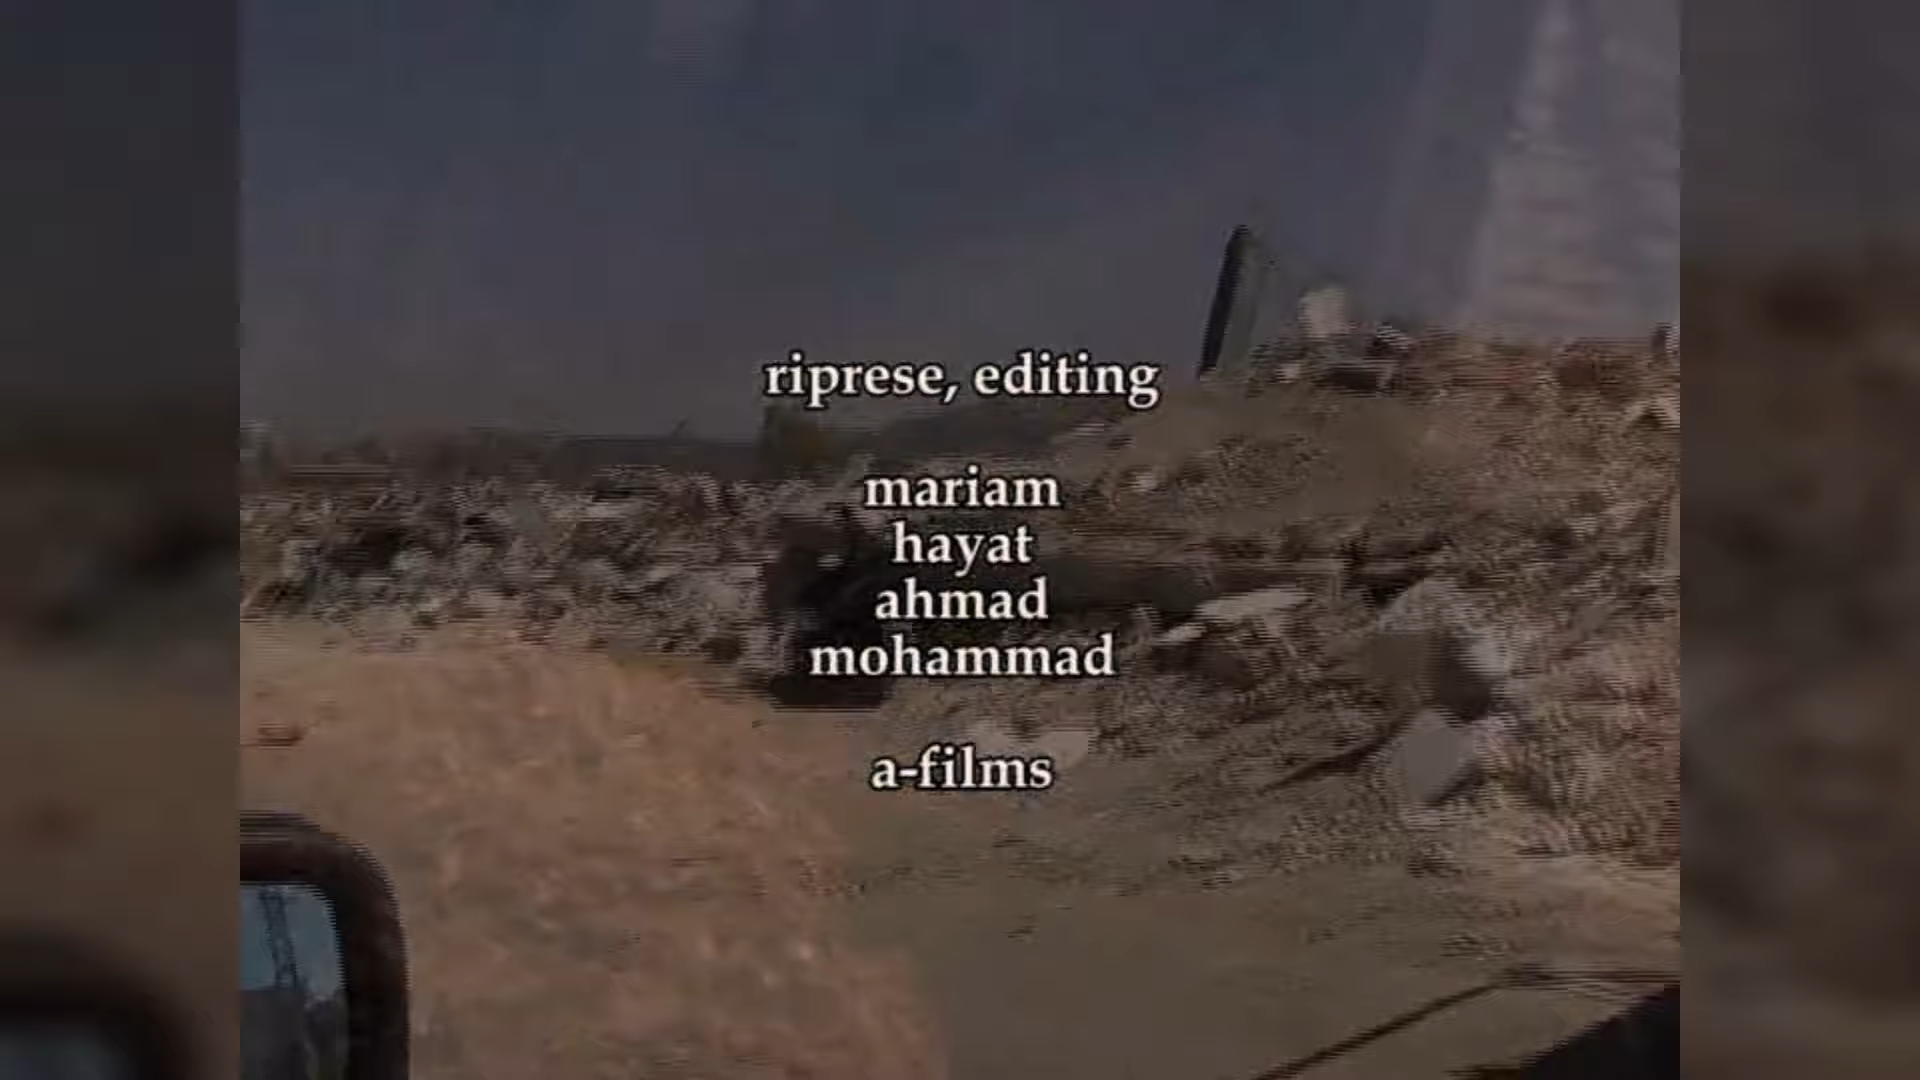 riprese, editing
mariam
hayat
ahmad
mohammad
a-films